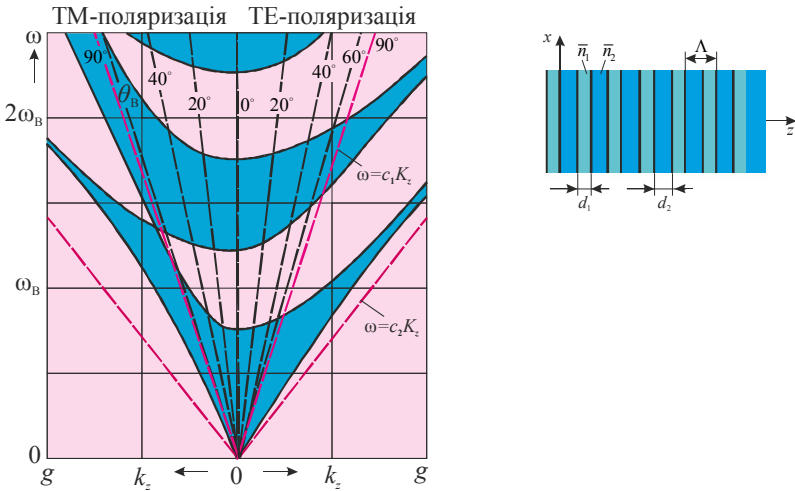 ТМ-поляризація ТЕ-поляризація
ω
90° 40° 20° 0° 20° 40° 60° 90°
θB
2ωB
ω=c₁Kz
ωB
ω=c₂Kz
0
g kz 0 kz g
x n̅₁ n̅₂ Λ
z
d₁ d₂